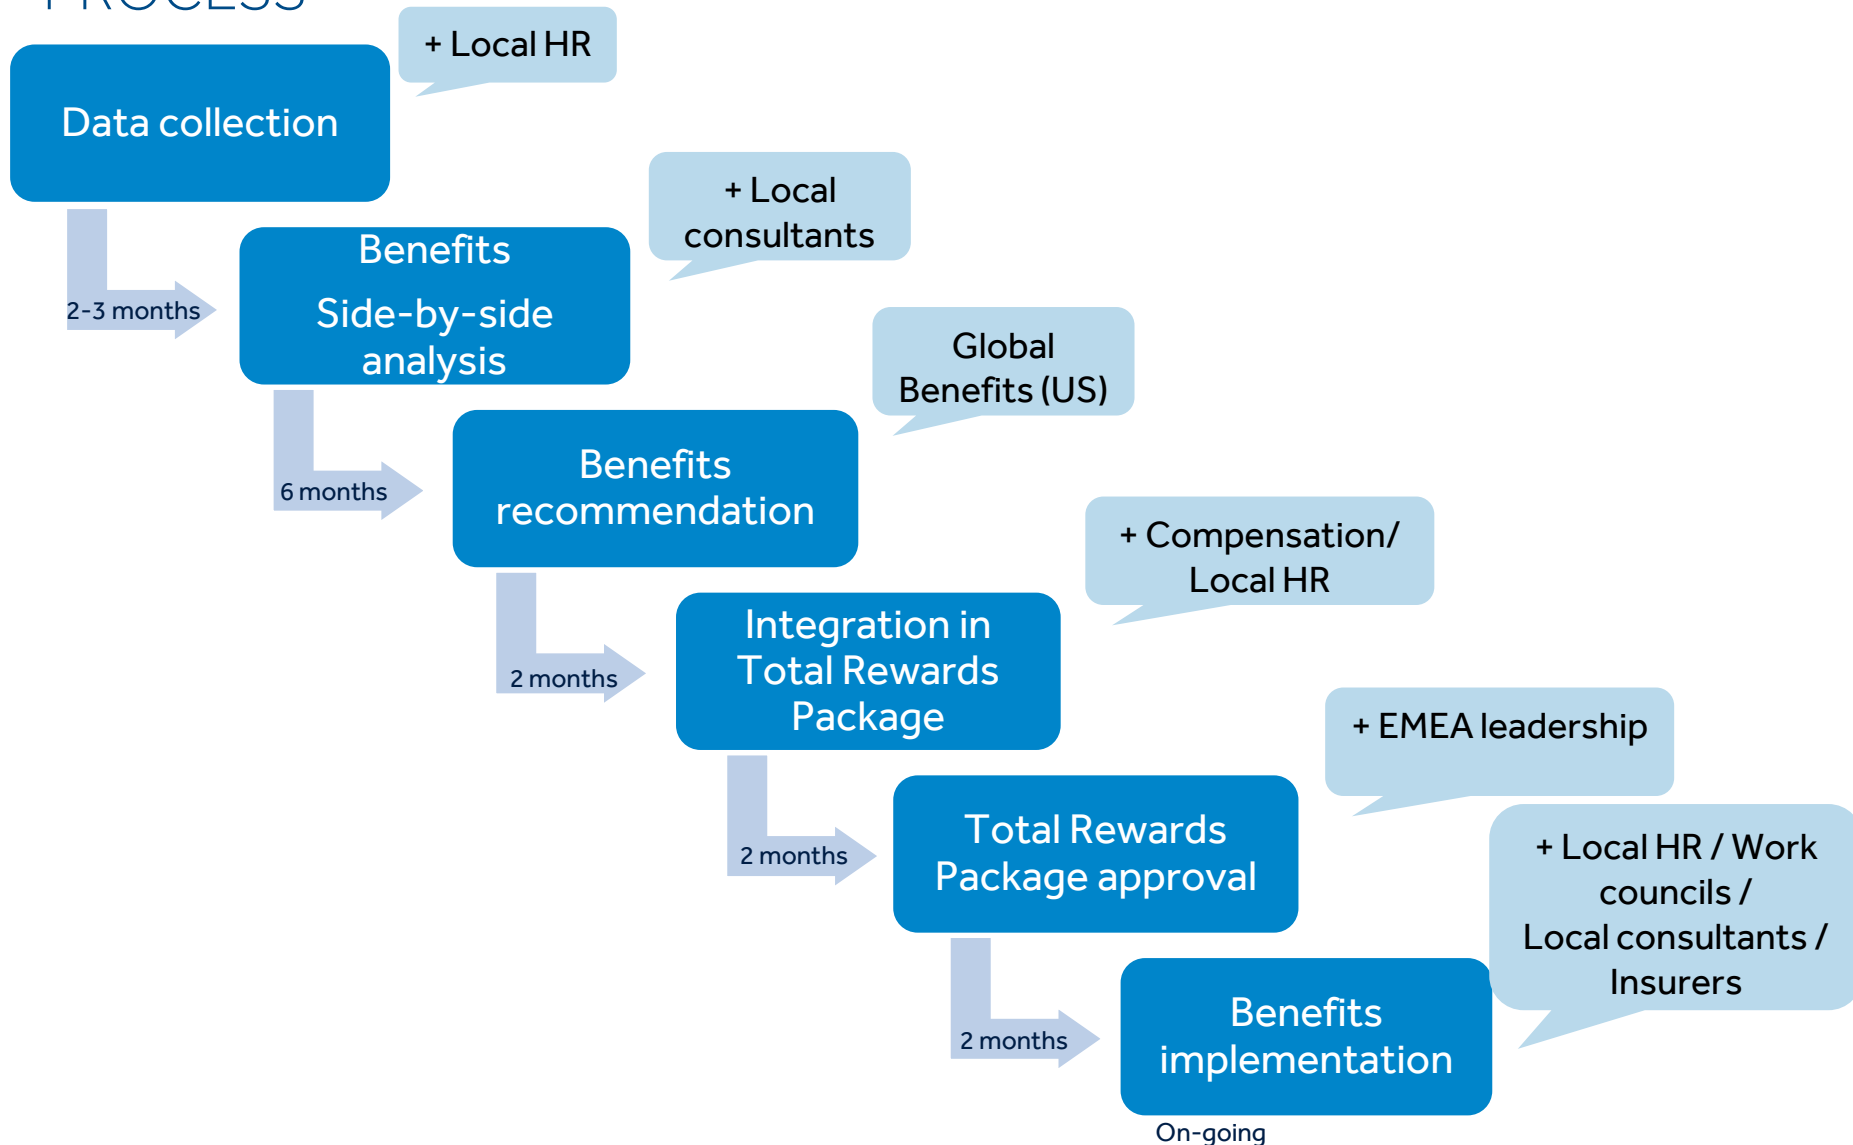 PROCESS
+ Local HR
Data collection
+ Local
consultants
2-3 months
Benefits
Side-by-side
analysis
Global
Benefits (US)
6 months
Benefits
recommendation
+ Compensation/
Local HR
2 months
Integration in
Total Rewards
Package
+ EMEA leadership
2 months
Total Rewards
Package approval
+ Local HR / Work
councils /
Local consultants /
Insurers
2 months
Benefits
implementation
On-going